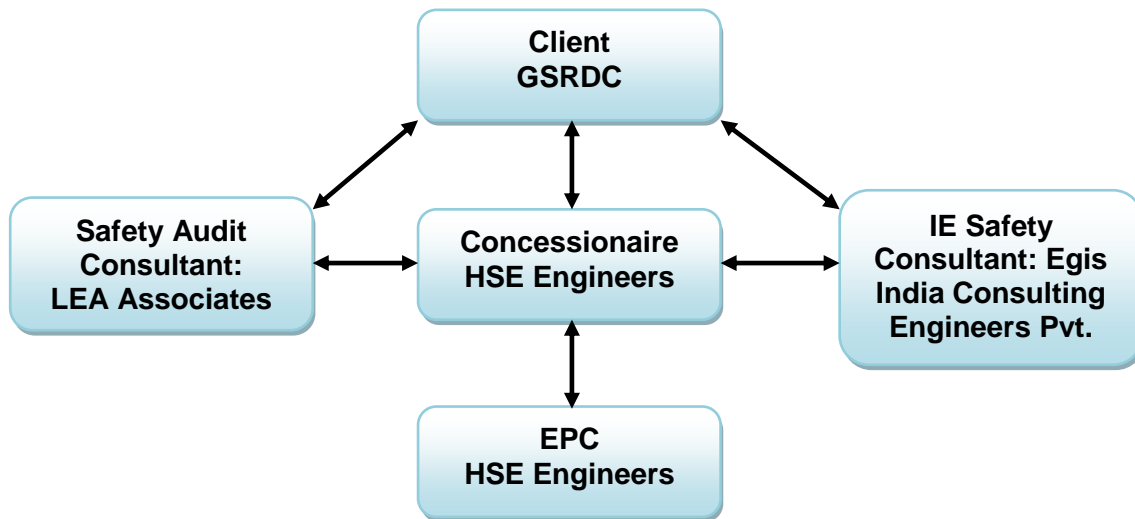 Client
GSRDC
Safety Audit
Consultant:
LEA Associates
Concessionaire
HSE Engineers
IE Safety
Consultant: Egis
India Consulting
Engineers Pvt.
EPC
HSE Engineers